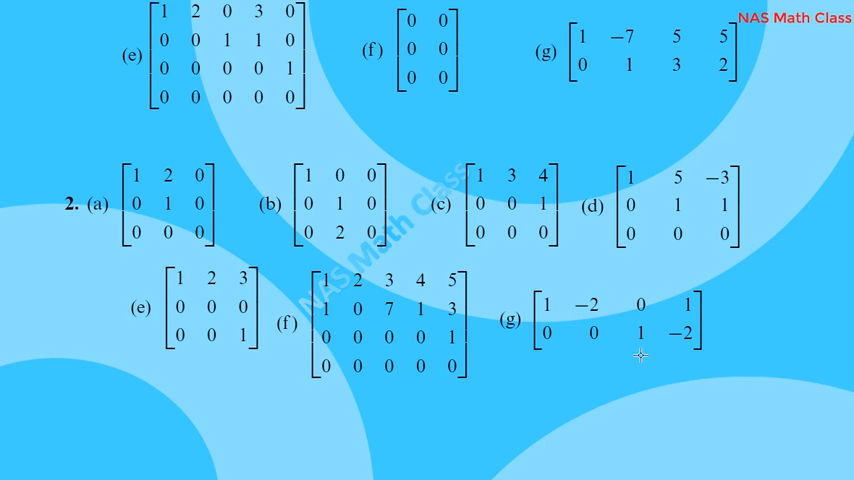 NAS Math Class
(e) [1 2 0 3 0
0 0 1 1 0
0 0 0 0 1
0 0 0 0 0]
(f) [0 0
0 0
0 0]
(g) [1 −7 5 5
0 1 3 2]
2. (a) [1 2 0
0 1 0
0 0 0]
(b) [1 0 0
0 1 0
0 2 0]
(c) [1 3 4
0 0 1
0 0 0]
(d) [1 5 −3
0 1 1
0 0 0]
(e) [1 2 3
0 0 0
0 0 1]
(f) [1 2 3 4 5
1 0 7 1 3
0 0 0 0 1
0 0 0 0 0]
(g) [1 −2 0 1
0 0 1 −2]
NAS Math Class